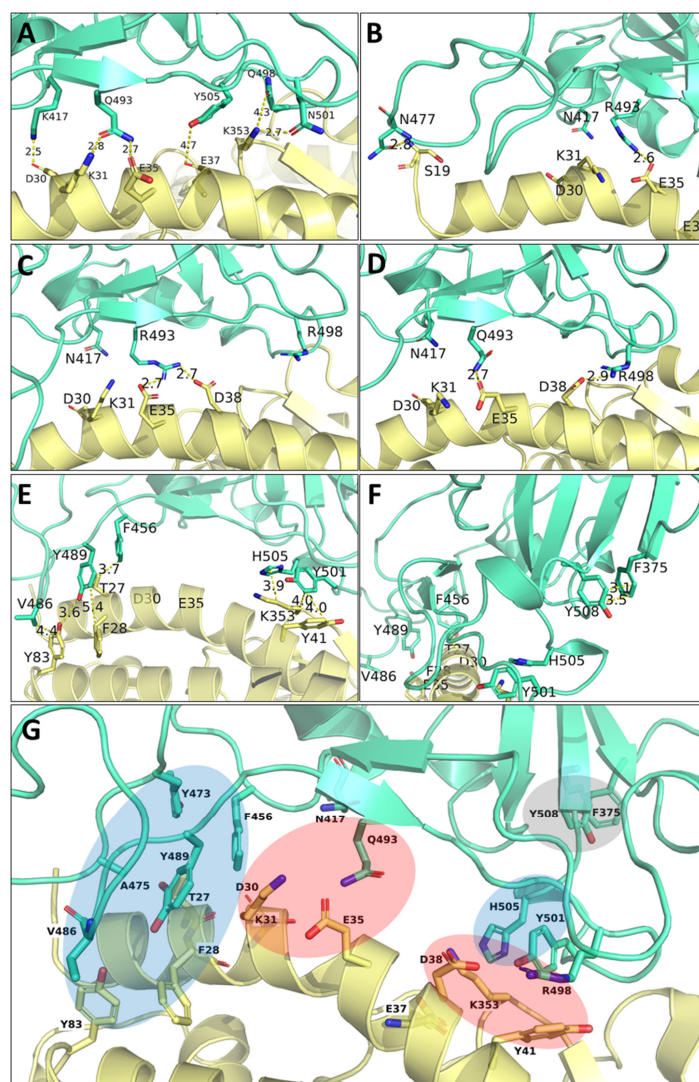 A
Q498
K417
Q493
Y505
4.3
N501
K353
2.7
2.5
2.8
2.7
4.7
D30
K31
E35
E37
B
R493
N477
N417
2.8
K31
2.6
S19
D30
E35
E3
C
R493
R498
N417
2.7
D30
K31
2.7
E35
D38
D
Q493
N417
2.7
D38
2.9
R498
D30
K31
E35
E
F456
Y489
H505
3.7
Y501
T27
D30
E35
3.9
V486
3.6
5.4
K353
4.0
4.0
4.4
F28
Y41
Y83
F
F375
3.1
Y508
3.5
F456
Y489
T27
D30
H505
V486
F28
E35
Y501
G
Y473
N417
Y508
F375
F456
Q493
Y489
A475
T27
D30
H505
Y501
K31
E35
V486
F28
D38
R498
K353
E37
Y83
Y41